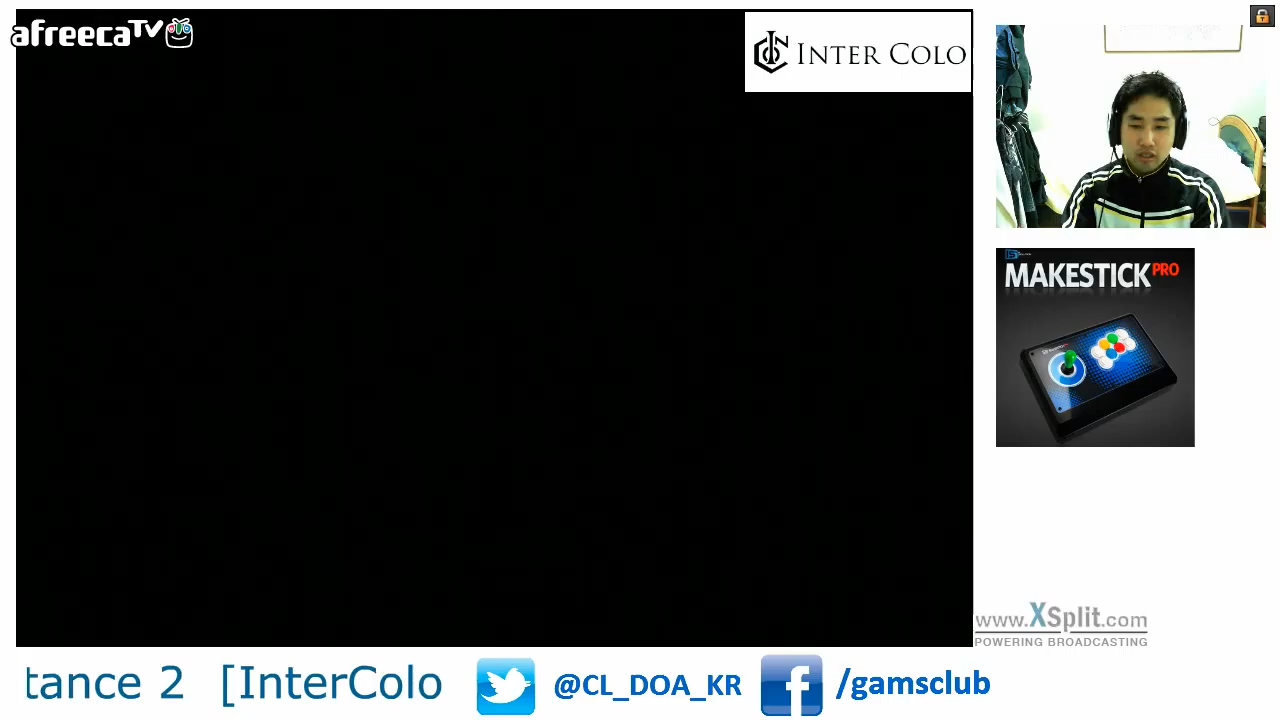 afreecaTV
INTER COLO
MAKESTICK PRO
www.XSplit.com
POWERING BROADCASTING
tance 2 [InterColo
@CL_DOA_KR
/gamsclub